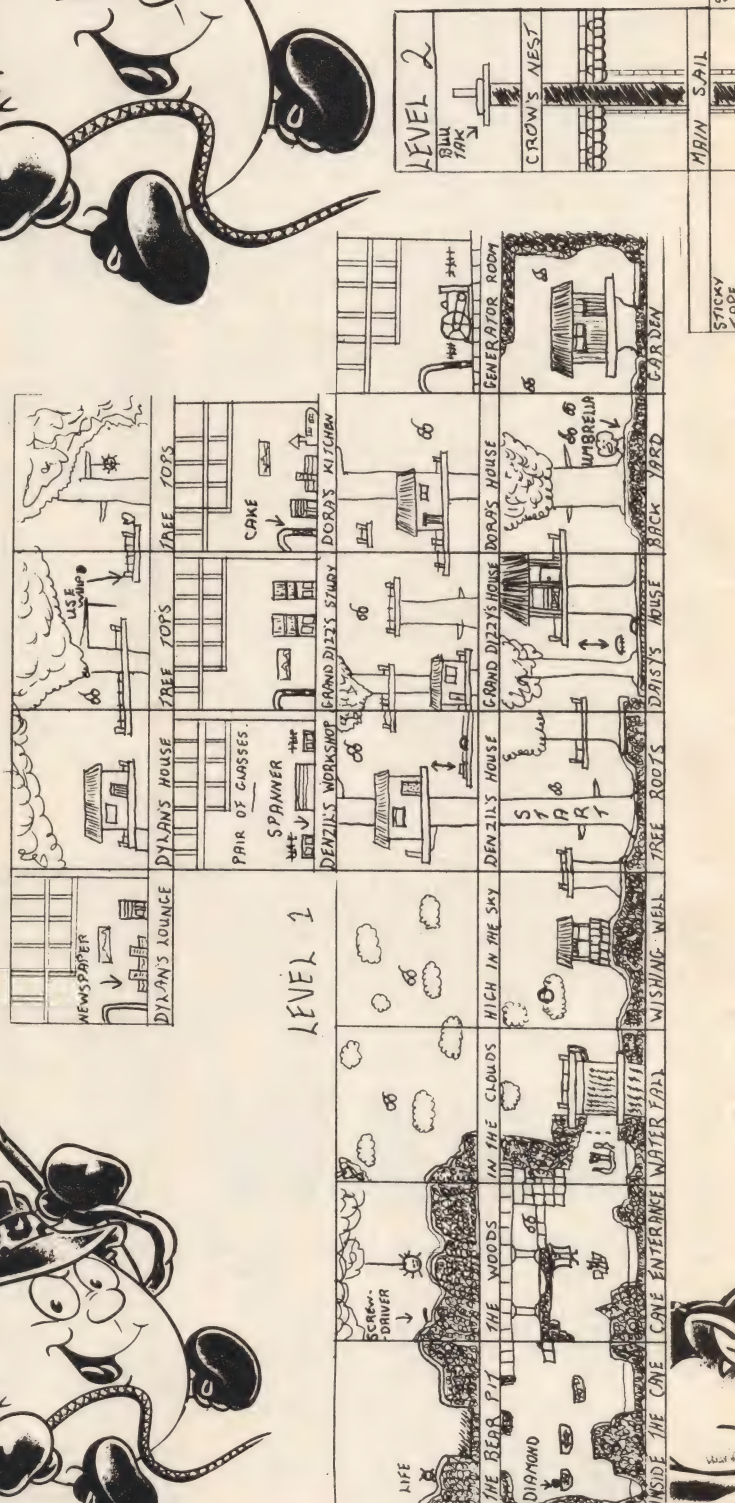 LEVEL 2
BLU
TAK
CROW'S NEST
MAIN SAIL
STICKY
TAPE
TREE TOPS
USE
TREE TOPS
DYLAN'S HOUSE
NEWSPAPER
DYLAN'S LOUNGE
CAKE
DORA'S KITCHEN
GRAND DIZZ'S STUDY
PAIR OF GLASSES.
SPANNER
DENZIL'S WORKSHOP
LEVEL 1
GENERATOR ROOM
DORA'S HOUSE
GRAND DIZZY'S HOUSE
DENZIL'S HOUSE
HIGH IN THE SKY
IN THE CLOUDS
SCREW-
-DRIVER
THE WOODS
LIFE
THE BEAR PIT
GARDEN
UMBRELLA
BACK YARD
DAISY'S HOUSE
START
TREE ROOTS
WISHING WELL
WATER FALL
CAVE ENTERANCE
DIAMOND
INSIDE THE CAVE